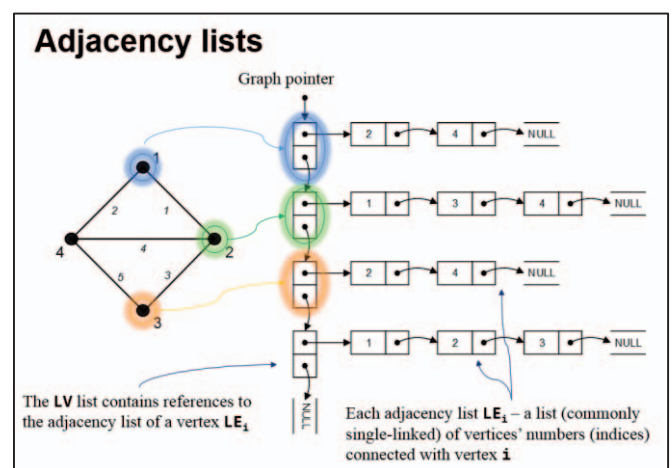 Adjacency lists
Graph pointer
1
2
4
NULL
2
1
4
4
2
1
3
4
NULL
5
3
3
2
4
NULL
1
2
3
NULL
The LV list contains references to
the adjacency list of a vertex LEi
NULL
Each adjacency list LEi – a list (commonly
single-linked) of vertices' numbers (indices)
connected with vertex i